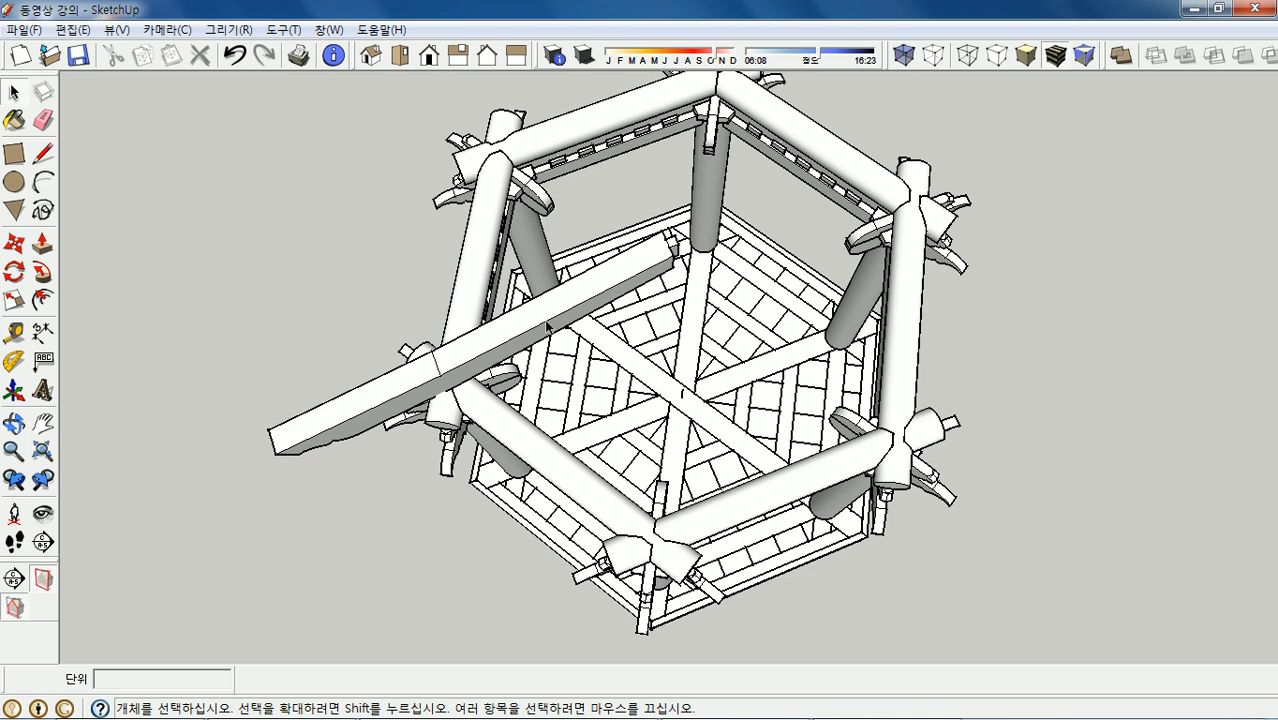 동영상 강의 - SketchUp
파일(F) 편집(E) 뷰(V) 카메라(C) 그리기(R) 도구(T) 창(W) 도움말(H)
J F M A M J J A S O N D 06:08 정오 16:23
ABC
단위
개체를 선택하십시오. 선택을 확대하려면 Shift를 누르십시오. 여러 항목을 선택하려면 마우스를 끄십시오.